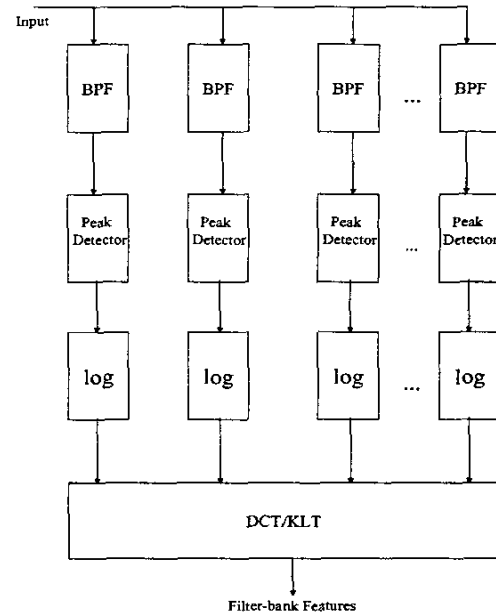 Input
BPF BPF BPF ... BPF
Peak Detector Peak Detector Peak Detector ... Peak Detector
log log log ... log
DCT/KLT
Filter-bank Features